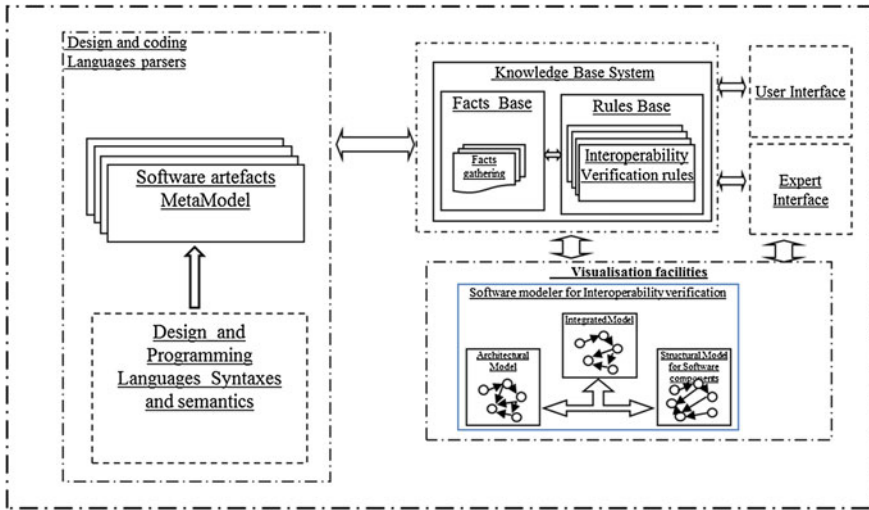 Design and coding
Languages parsers
Software artefacts
MetaModel
Design and
Programming
Languages Syntaxes
and semantics
Knowledge Base System
Facts Base
Facts
gathering
Rules Base
Interoperability
Verification rules
User Interface
Expert
Interface
Visualisation facilities
Software modeler for Interoperability verification
Integrated Model
Architectural
Model
Structural Model
for Software
components